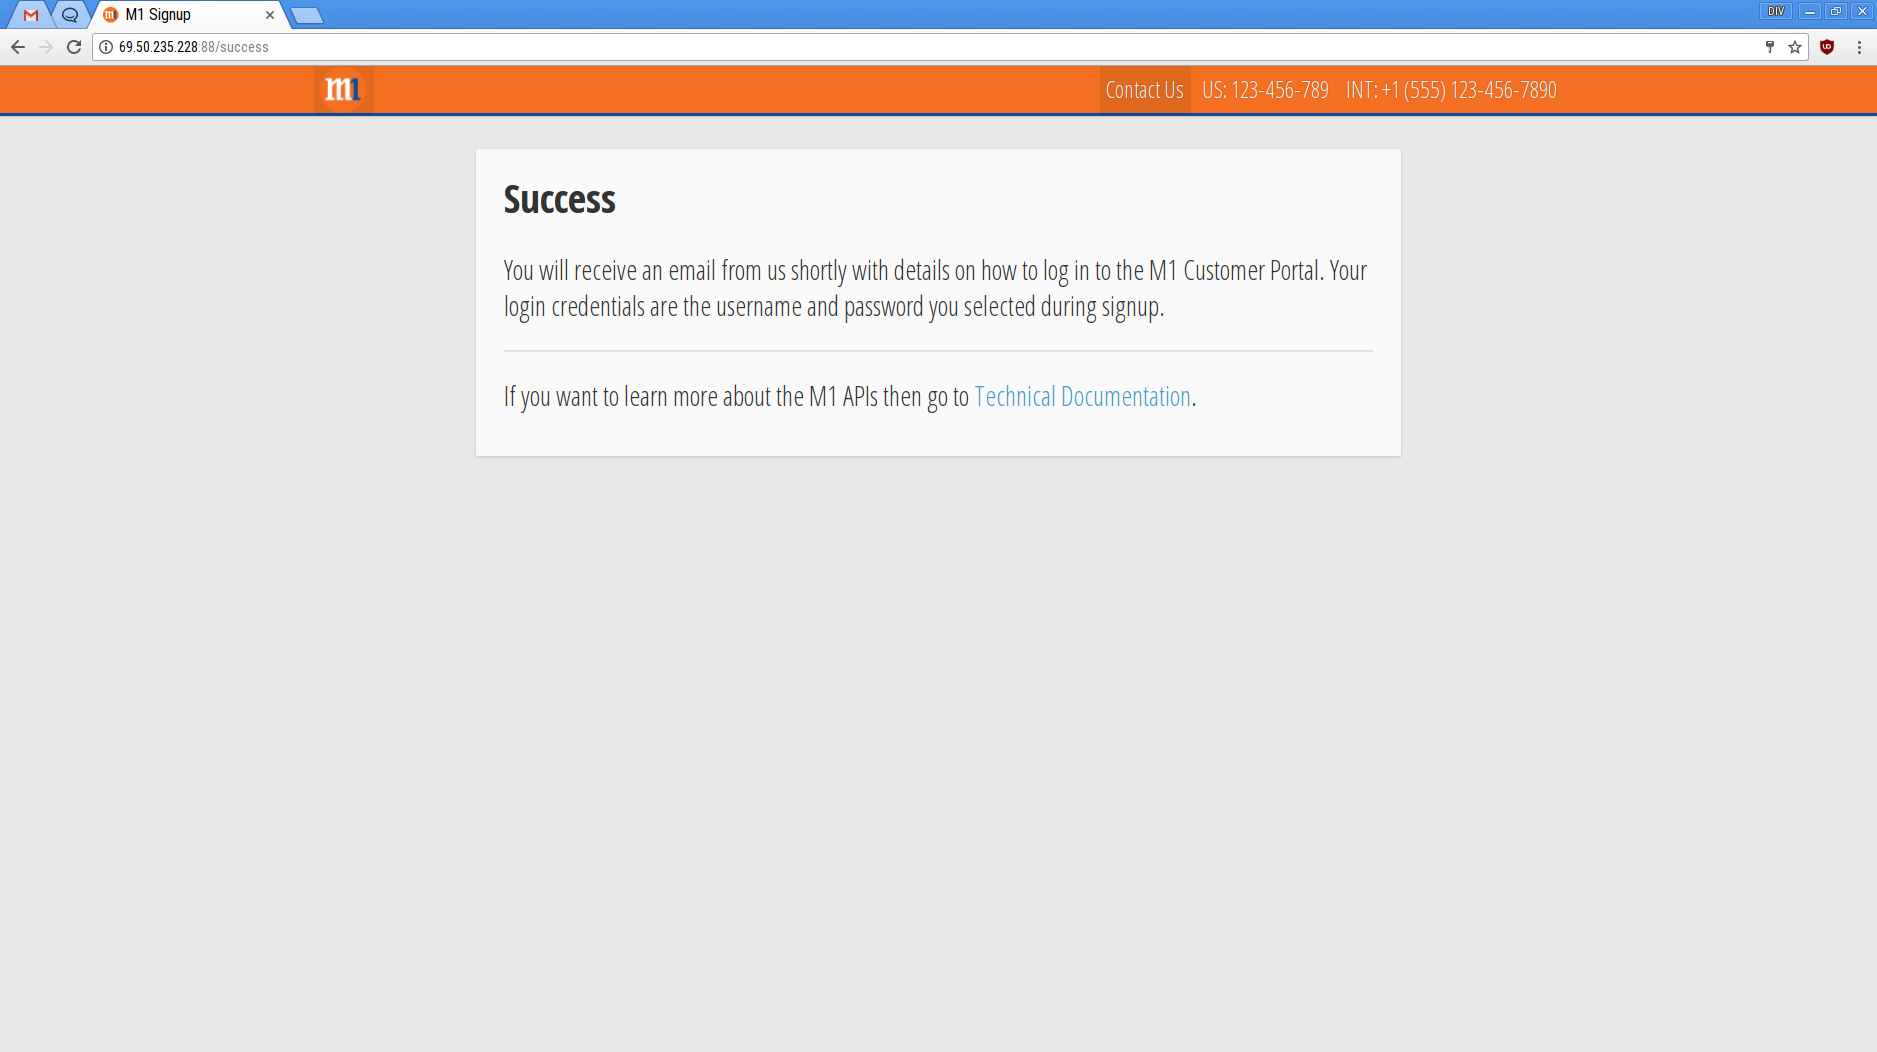 M1 Signup
DIV
69.50.235.228:88/success
m1
Contact Us US: 123-456-789 INT: +1 (555) 123-456-7890
Success
You will receive an email from us shortly with details on how to log in to the M1 Customer Portal. Your
login credentials are the username and password you selected during signup.
If you want to learn more about the M1 APIs then go to Technical Documentation.